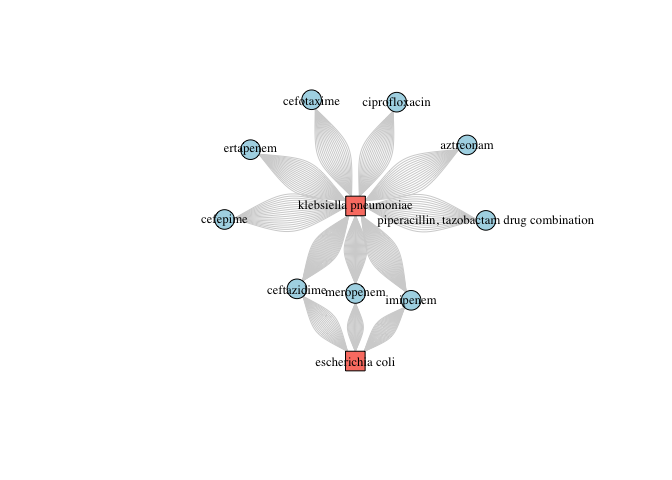 cefotaxime
ciprofloxacin
ertapenem
aztreonam
klebsiella pneumoniae
cefepime
piperacillin, tazobactam drug combination
ceftazidime
meropenem
imipenem
escherichia coli